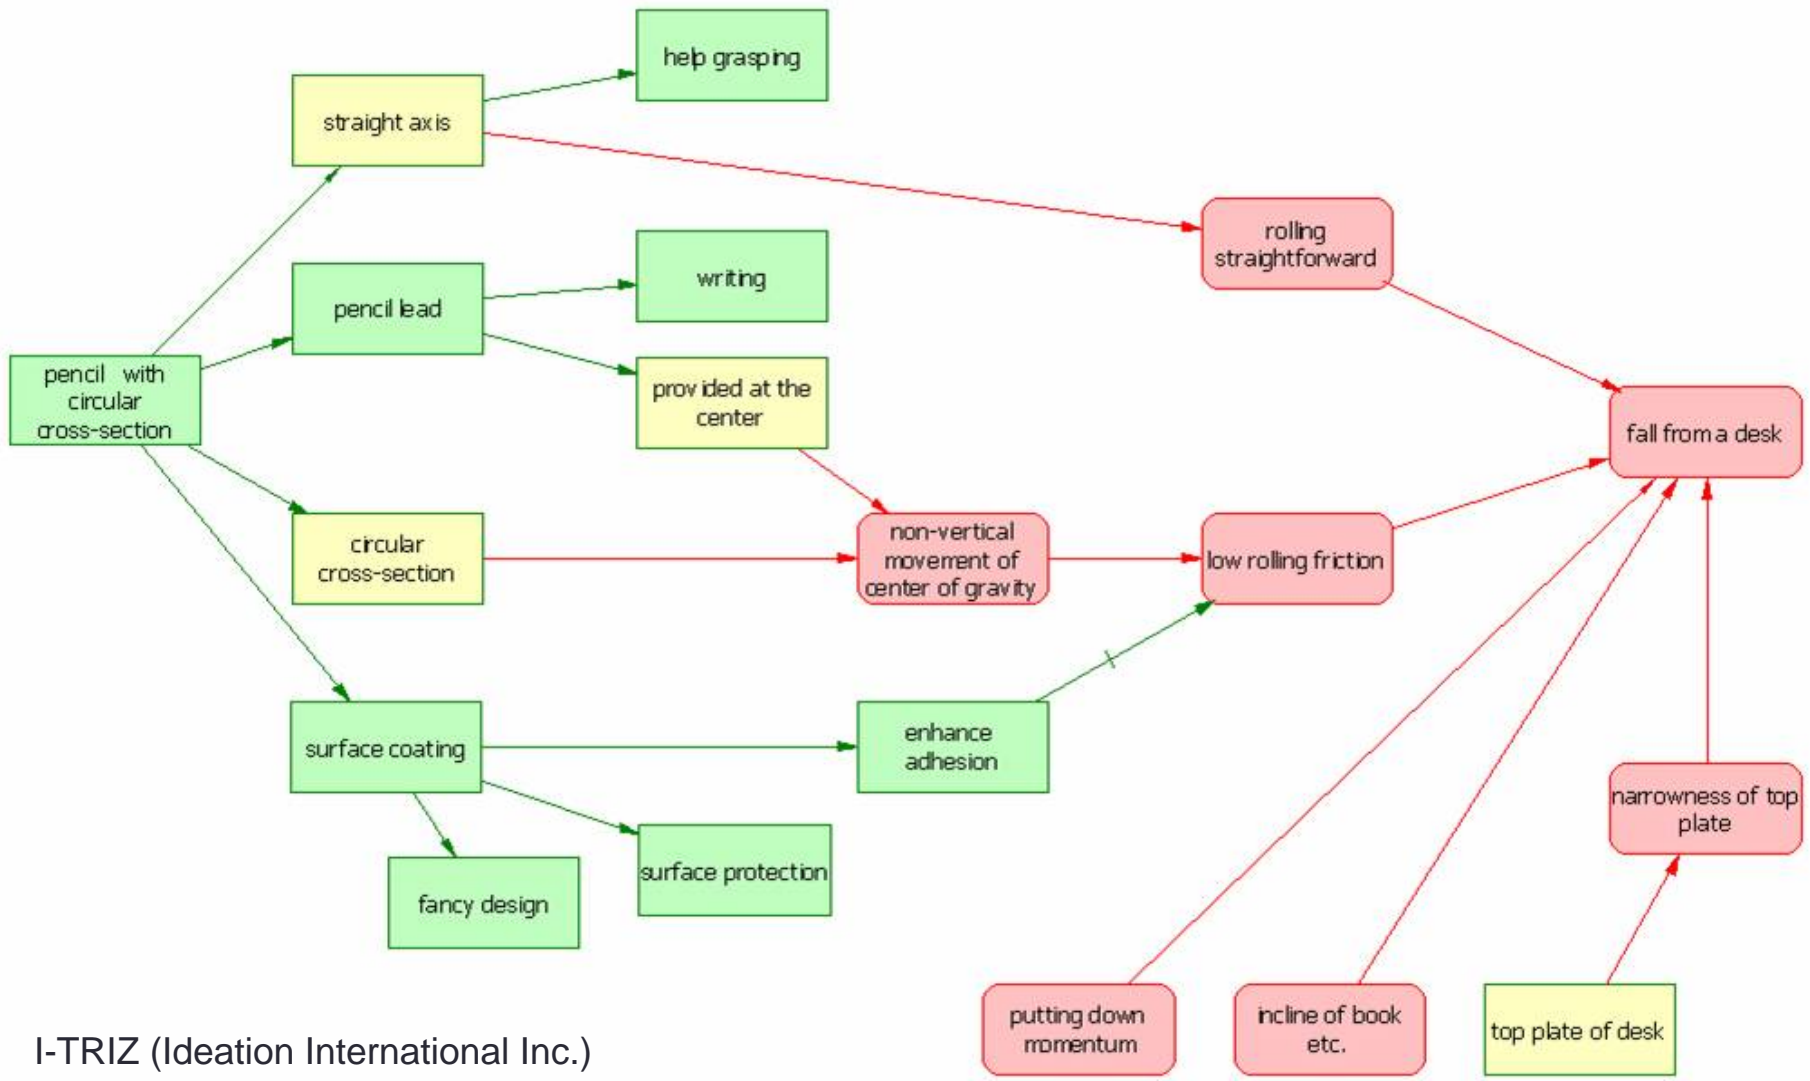 help grasping
straight axis
rolling
straightforward
writing
pencil lead
pencil with
circular
cross-section
provided at the
center
fall from a desk
circular
cross-section
non-vertical
movement of
center of gravity
low rolling friction
surface coating
enhance
adhesion
narrowness of top
plate
surface protection
fancy design
putting down
momentum
incline of book
etc.
top plate of desk
I-TRIZ (Ideation International Inc.)